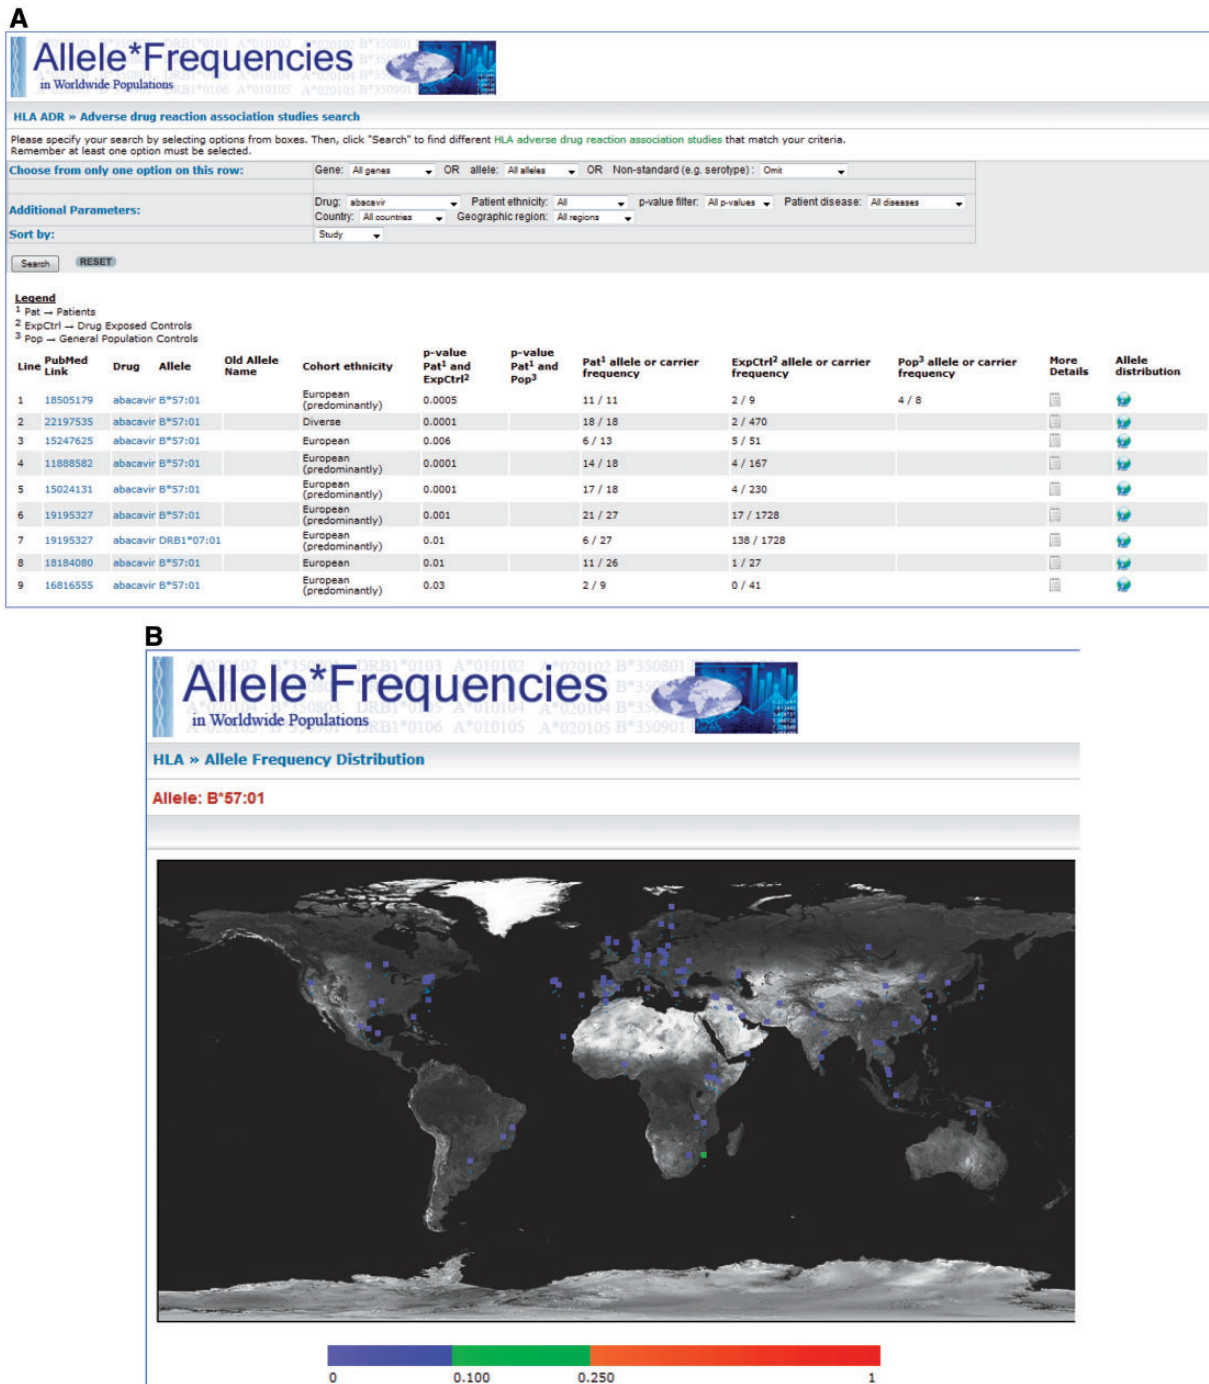 A
Allele*Frequencies
in Worldwide Populations
HLA ADR » Adverse drug reaction association studies search
Please specify your search by selecting options from boxes. Then, click "Search" to find different HLA adverse drug reaction association studies that match your criteria.
Remember at least one option must be selected.
Choose from only one option on this row: Gene: All genes OR allele: All alleles OR Non-standard (e.g. serotype): Omit
Additional Parameters: Drug: abacavir Patient ethnicity: All p-value filter: All p-values Patient disease: All diseases
Country: All countries Geographic region: All regions
Sort by: Study
Search RESET
Legend
1 Pat → Patients
2 ExpCtrl → Drug Exposed Controls
3 Pop → General Population Controls
Line PubMed Link Drug Allele Old Allele Name Cohort ethnicity p-value Pat1 and ExpCtrl2 p-value Pat1 and Pop3 Pat1 allele or carrier frequency ExpCtrl2 allele or carrier frequency Pop3 allele or carrier frequency More Details Allele distribution
1 18505179 abacavir B*57:01 European (predominantly) 0.0005 11 / 11 2 / 9 4 / 8
2 22197535 abacavir B*57:01 Diverse 0.0001 18 / 18 2 / 470
3 15247625 abacavir B*57:01 European 0.006 6 / 13 5 / 51
4 11888582 abacavir B*57:01 European (predominantly) 0.0001 14 / 18 4 / 167
5 15024131 abacavir B*57:01 European (predominantly) 0.0001 17 / 18 4 / 230
6 19195327 abacavir B*57:01 European (predominantly) 0.001 21 / 27 17 / 1728
7 19195327 abacavir DRB1*07:01 European (predominantly) 0.01 6 / 27 138 / 1728
8 18184080 abacavir B*57:01 European 0.01 11 / 26 1 / 27
9 16816555 abacavir B*57:01 European (predominantly) 0.03 2 / 9 0 / 41
B
Allele*Frequencies
in Worldwide Populations
HLA » Allele Frequency Distribution
Allele: B*57:01
0 0.100 0.250 1